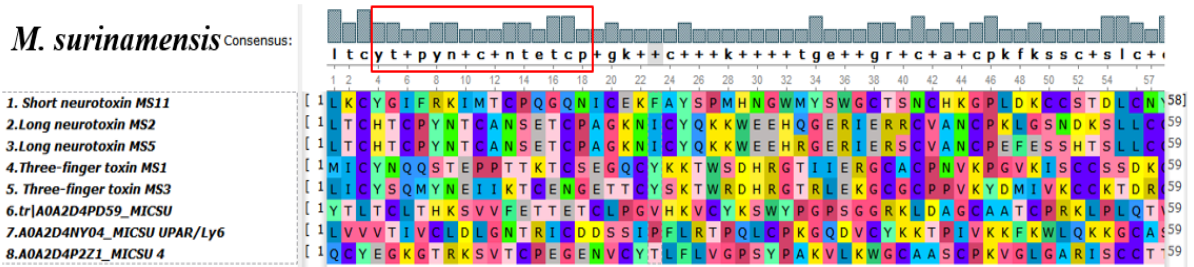 M. surinamensis Consensus:
l t c y t + p y n + c + n t e t c p + g k + + c + + + k + + + + t g e + + g r + c + a + c p k f k s s c + s l c +
1 2 4 6 8 10 12 14 16 18 20 22 24 26 28 30 32 34 36 38 40 42 44 46 48 50 52 54 57
1. Short neurotoxin MS11 [ 1 L K C Y G I F R K I M T C P Q G Q N I C E K F A Y S P M H N G W M Y S W G C T S N C H K G P L D K C C S T D L C N Y 58]
2.Long neurotoxin MS2 [ 1 L T C H T C P Y N T C A N S E T C P A G K N I C Y Q K K W E E H Q G E R I E R R C V A N C P K L G S N D K S L L C 59
3.Long neurotoxin MS5 [ 1 L T C H T C P Y N T C A N S E T C P A G K N I C Y Q K K W E E H R G E R I E R S C V A N C P E F E S S H T S L L C 59
4.Three-finger toxin MS1 [ 1 M I C Y N Q Q S T E P P T T K T C S E G Q C Y K K T W S D H R G T I I E R G C A C P N V K P G V K I S C C S S D K 59
5. Three-finger toxin MS3 [ 1 L I C Y S Q M Y N E I I K T C E N G E T T C Y S K T W R D H R G T R L E K G C G C P P V K Y D M I V K C C K T D R 59
6.tr|A0A2D4PD59_MICSU [ 1 Y T L T C L T H K S V V F E T T E T C L P G V H K V C Y K S W Y P G P S G G R K L D A G C A A T C P R K L P L Q T 59
7.A0A2D4NY04_MICSU UPAR/Ly6 [ 1 L V V V T I V C L D L G N T R I C D D S S I P F L R T P Q L C P K G Q D V C Y K K T P I V K K F K W L Q K K G C A 59
8.A0A2D4P2Z1_MICSU 4 [ 1 Q C Y E G K G T R K S V T C P E G E N V C Y T L F L V G P S Y P A K V L K W G C A A S C P K V G L G A R I S C C T 59